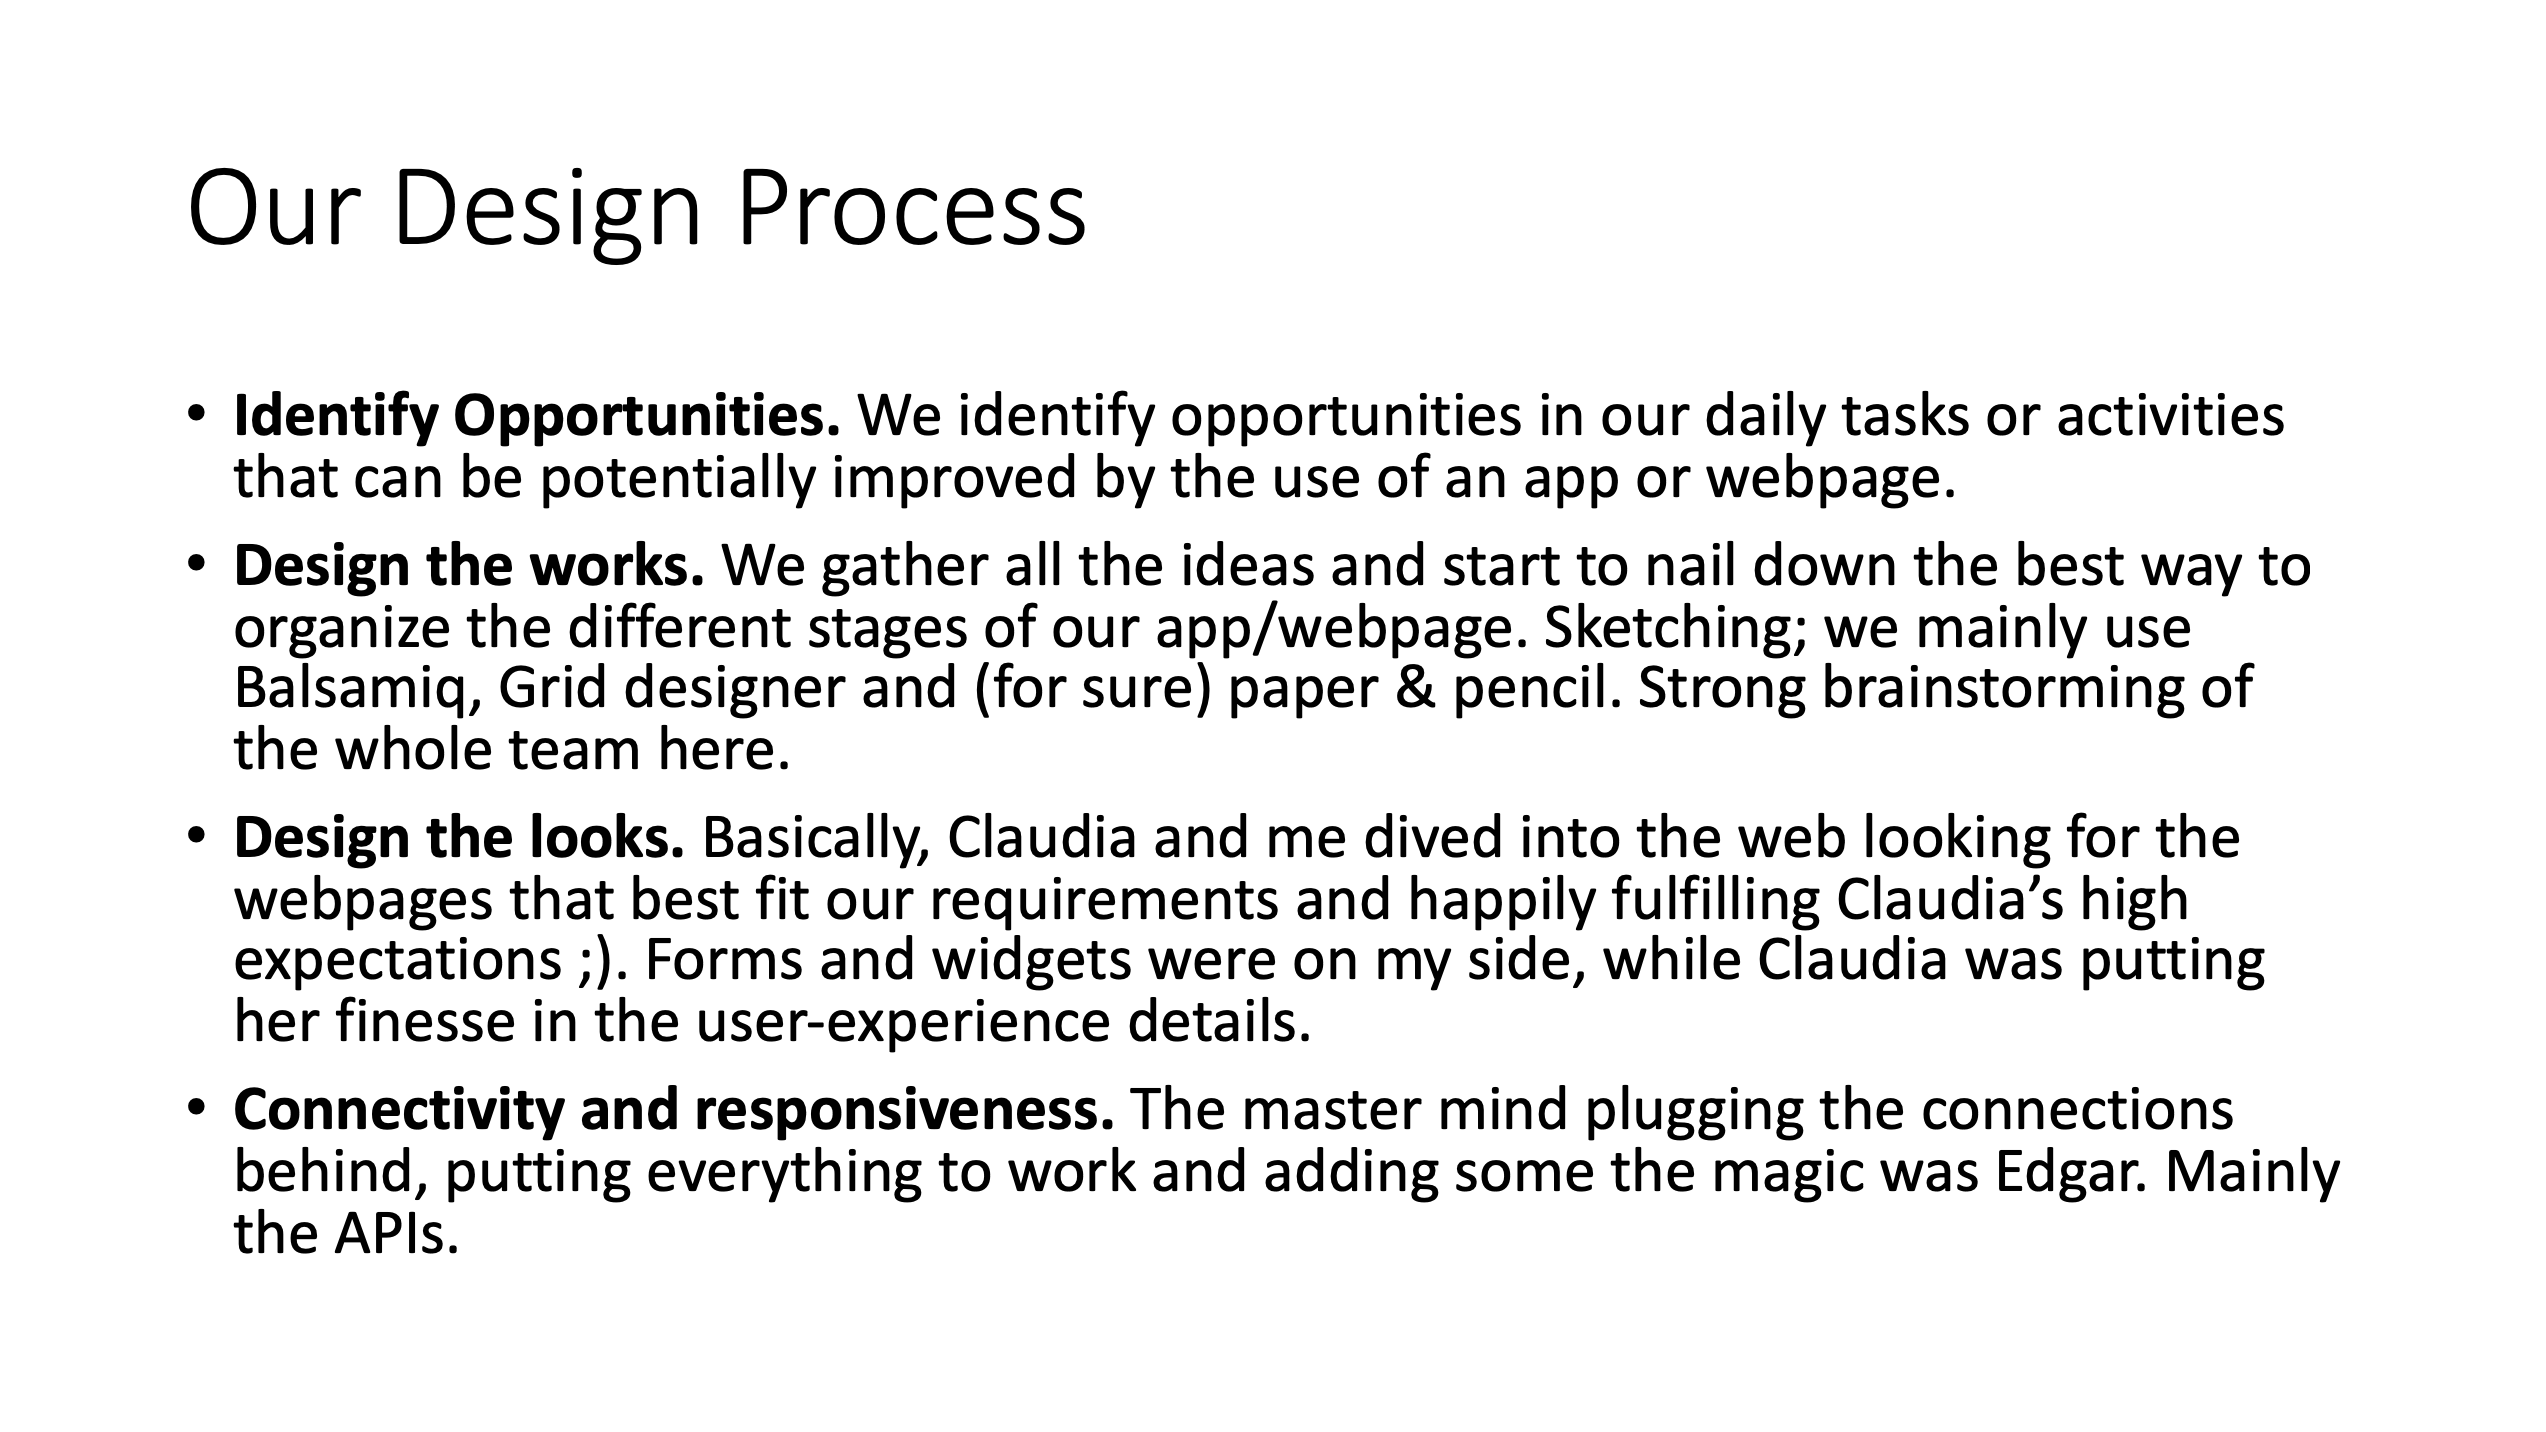 Our Design Process
• Identify Opportunities. We identify opportunities in our daily tasks or activities
that can be potentially improved by the use of an app or webpage.
• Design the works. We gather all the ideas and start to nail down the best way to
organize the different stages of our app/webpage. Sketching; we mainly use
Balsamiq, Grid designer and (for sure) paper & pencil. Strong brainstorming of
the whole team here.
• Design the looks. Basically, Claudia and me dived into the web looking for the
webpages that best fit our requirements and happily fulfilling Claudia’s high
expectations ;). Forms and widgets were on my side, while Claudia was putting
her finesse in the user-experience details.
• Connectivity and responsiveness. The master mind plugging the connections
behind, putting everything to work and adding some the magic was Edgar. Mainly
the APIs.